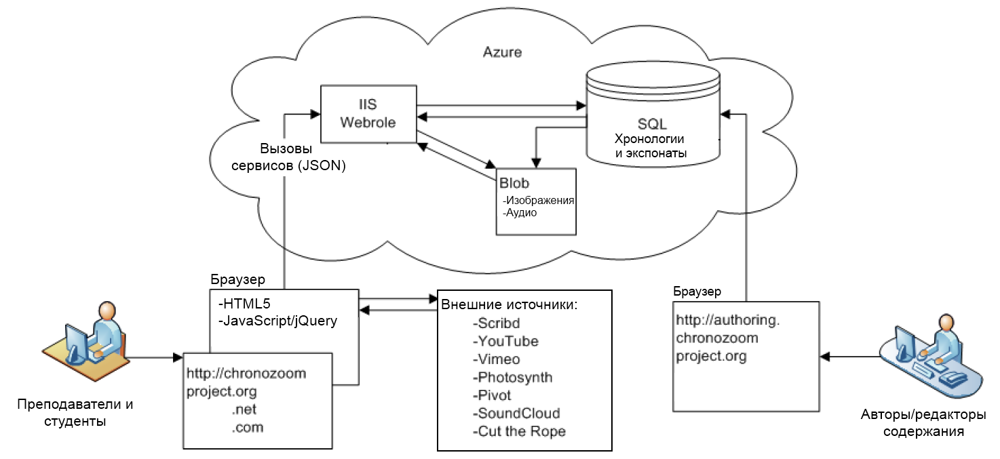 Azure
IIS
Webrole
SQL
Хронологии
и экспонаты
Вызовы
сервисов (JSON)
Blob
-Изображения
-Аудио
Браузер
-HTML5
-JavaScript/jQuery
http://chronozoom
project.org
.net
.com
Преподаватели и
студенты
Внешние источники:
-Scribd
-YouTube
-Vimeo
-Photosynth
-Pivot
-SoundCloud
-Cut the Rope
Браузер
http://authoring.
chronozoom
project.org
Авторы/редакторы
содержания